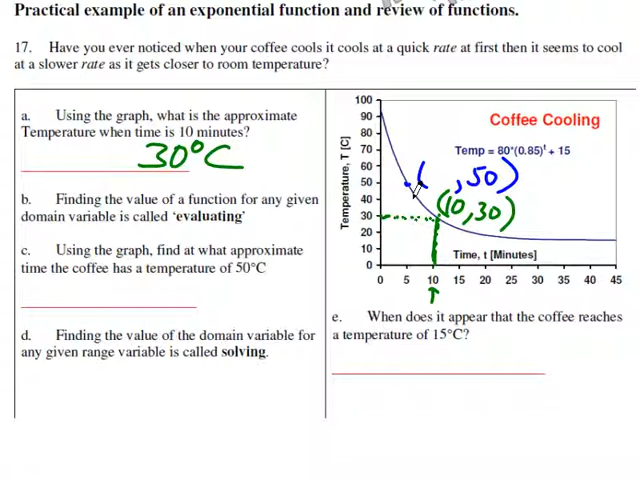 Practical example of an exponential function and review of functions.
17. Have you ever noticed when your coffee cools it cools at a quick rate at first then it seems to cool
at a slower rate as it gets closer to room temperature?
a. Using the graph, what is the approximate
Temperature when time is 10 minutes?
30°C
b. Finding the value of a function for any given
domain variable is called ‘evaluating’
c. Using the graph, find at what approximate
time the coffee has a temperature of 50°C
d. Finding the value of the domain variable for
any given range variable is called solving.
Coffee Cooling
Temp = 80*(0.85)^t + 15
Temperature, T [C]
100
90
80
70
60
50
40
30
20
10
0
( ,50)
(10,30)
Time, t [Minutes]
0 5 10 15 20 25 30 35 40 45
e. When does it appear that the coffee reaches
a temperature of 15°C?